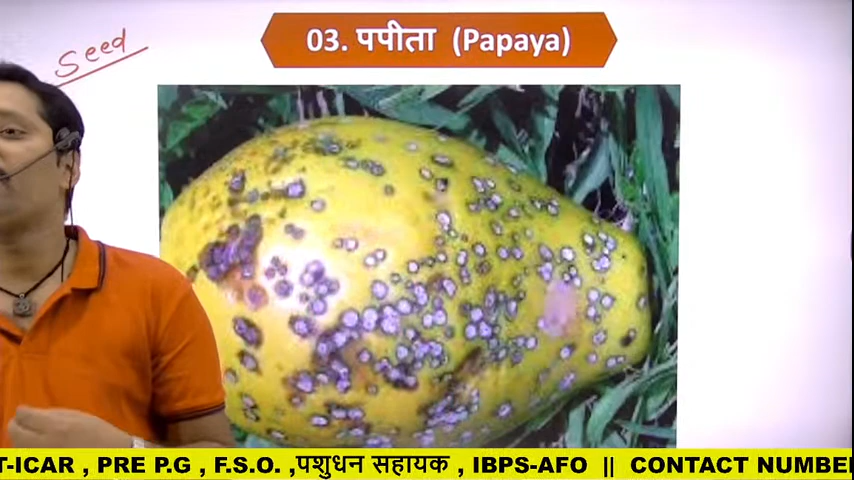 03. पपीता (Papaya)
Seed
T-ICAR , PRE P.G , F.S.O. ,पशुधन सहायक , IBPS-AFO || CONTACT NUMBE